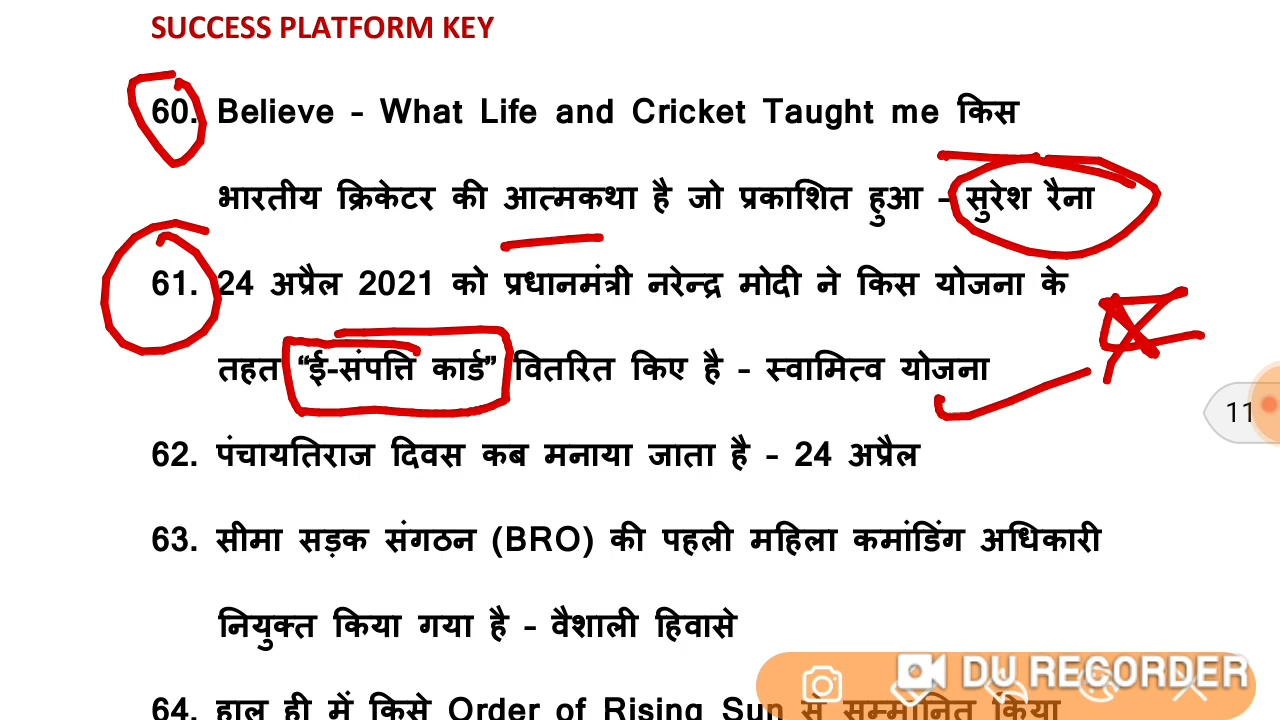 SUCCESS PLATFORM KEY
60. Believe - What Life and Cricket Taught me किस
भारतीय क्रिकेटर की आत्मकथा है जो प्रकाशित हुआ - सुरेश रैना
61. 24 अप्रैल 2021 को प्रधानमंत्री नरेन्द्र मोदी ने किस योजना के
तहत “ई-संपत्ति कार्ड” वितरित किए है - स्वामित्व योजना
11
62. पंचायतिराज दिवस कब मनाया जाता है - 24 अप्रैल
63. सीमा सड़क संगठन (BRO) की पहली महिला कमांडिंग अधिकारी
नियुक्त किया गया है - वैशाली हिवासे
DU RECORDER
64. हाल ही में किसे Order of Rising Sun से सम्मानित किया